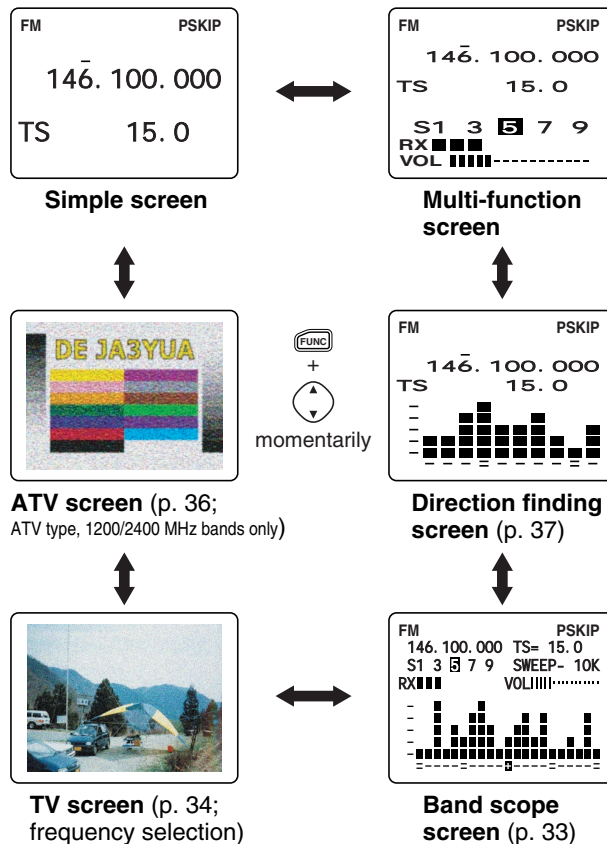 FM PSKIP
146. 100. 000
TS 15. 0
Simple screen
FM PSKIP
146. 100. 000
TS 15. 0
S1 3 5 7 9
RX
VOL
Multi-function
screen
DE JA3YUA
ATV screen (p. 36;
ATV type, 1200/2400 MHz bands only)
FUNC
+
momentarily
FM PSKIP
146. 100. 000
TS 15. 0
Direction finding
screen (p. 37)
TV screen (p. 34;
frequency selection)
FM PSKIP
146. 100. 000 TS= 15. 0
S1 3 5 7 9 SWEEP- 10K
RX VOL
Band scope
screen (p. 33)